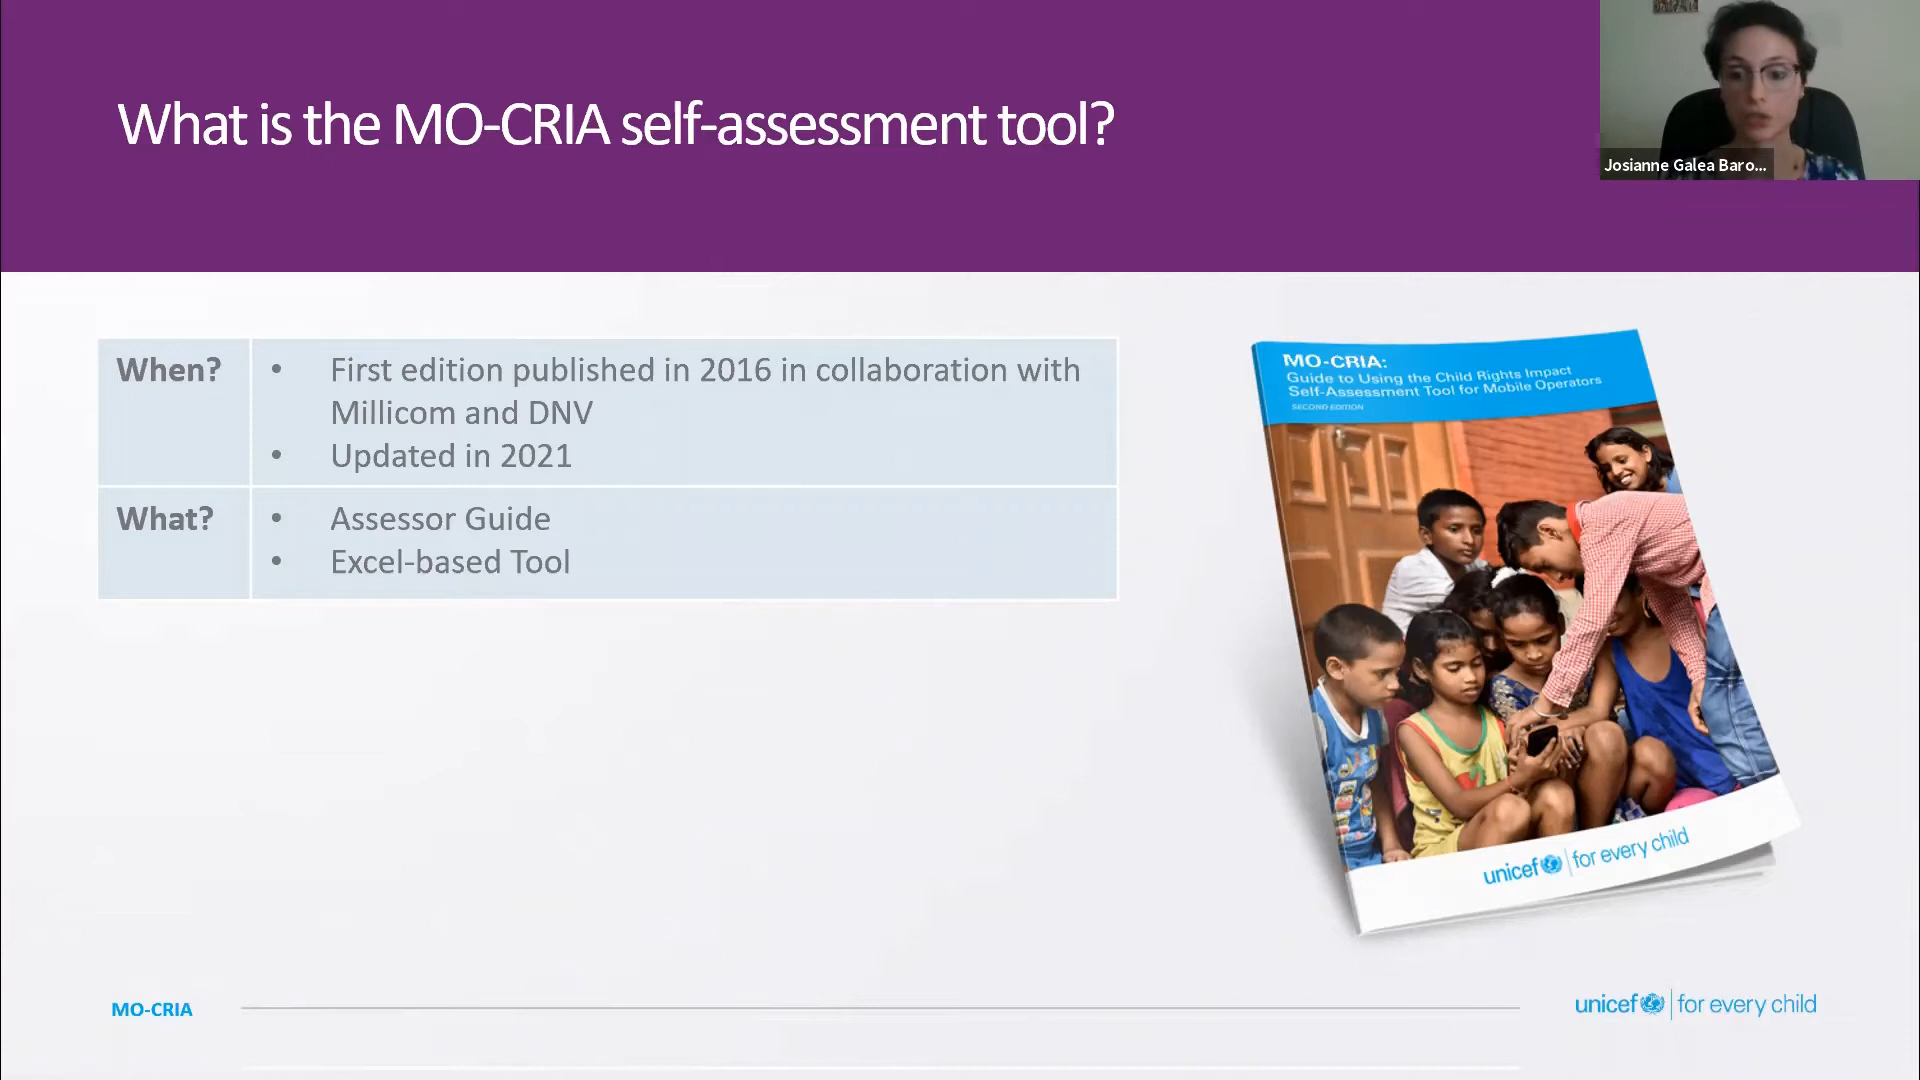 What is the MO-CRIA self-assessment tool?
Josianne Galea Baro...
When?
• First edition published in 2016 in collaboration with
Millicom and DNV
• Updated in 2021
What?
• Assessor Guide
• Excel-based Tool
MO-CRIA:
Guide to Using the Child Rights Impact
Self-Assessment Tool for Mobile Operators
SECOND EDITION
unicef for every child
MO-CRIA
unicef for every child